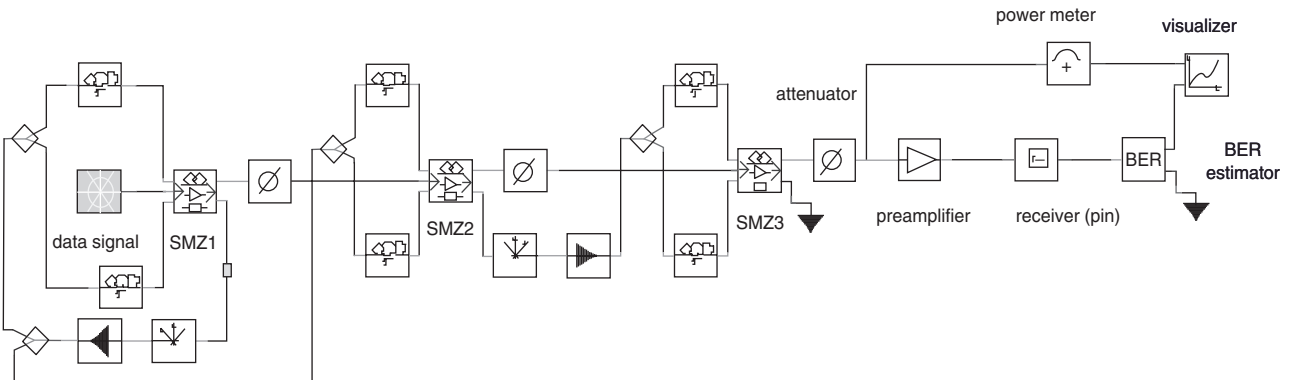 power meter
visualizer
attenuator
BER
BER
estimator
data signal
SMZ1
SMZ2
SMZ3
preamplifier
receiver (pin)